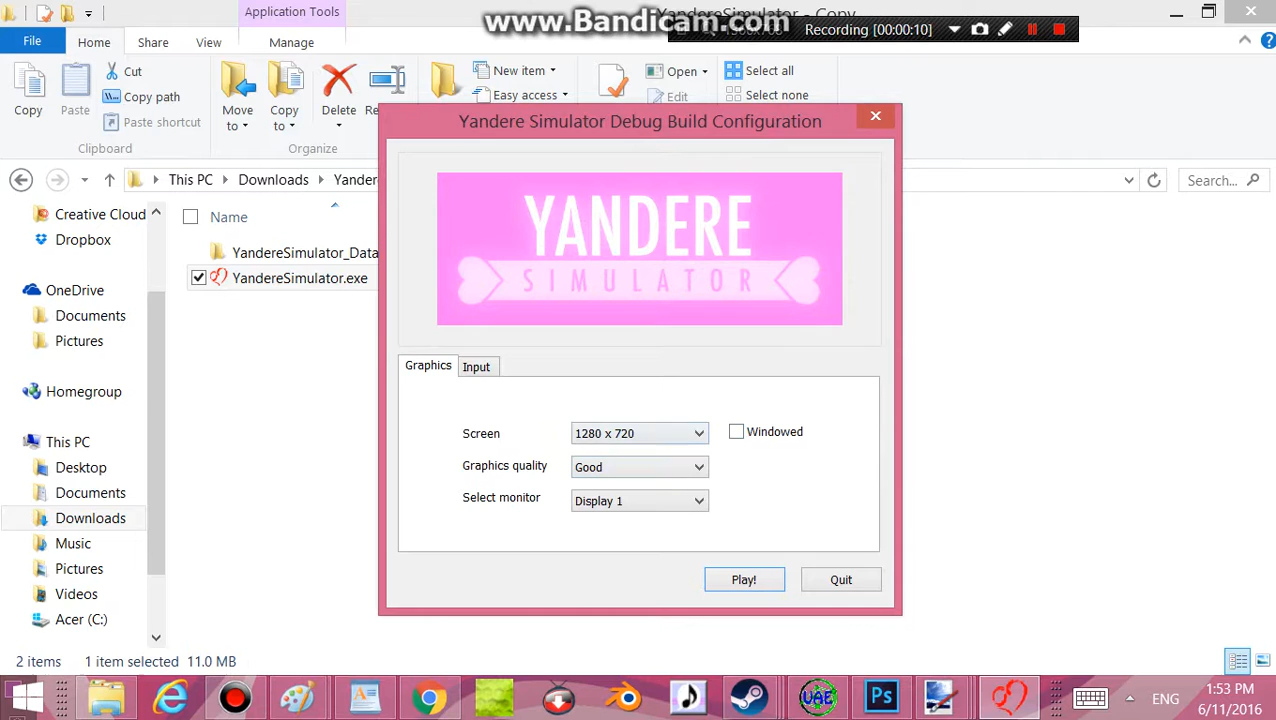 Application Tools
YandereSimulator - Copy
www.Bandicam.com
Recording [00:00:10]
File
Home
Share
View
Manage
Copy
Paste
Cut
Copy path
Paste shortcut
Clipboard
Move
to
Copy
to
Delete
Organize
New item
Easy access
Open
Edit
Select all
Select none
This PC
Downloads
Yander
Search...
Name
Creative Cloud
Dropbox
YandereSimulator_Data
YandereSimulator.exe
OneDrive
Documents
Pictures
Homegroup
This PC
Desktop
Documents
Downloads
Music
Pictures
Videos
Acer (C:)
Yandere Simulator Debug Build Configuration
YANDERE
SIMULATOR
Graphics
Input
Screen
1280 x 720
Windowed
Graphics quality
Good
Select monitor
Display 1
Play!
Quit
2 items
1 item selected 11.0 MB
UAE
Ps
ENG
1:53 PM
6/11/2016